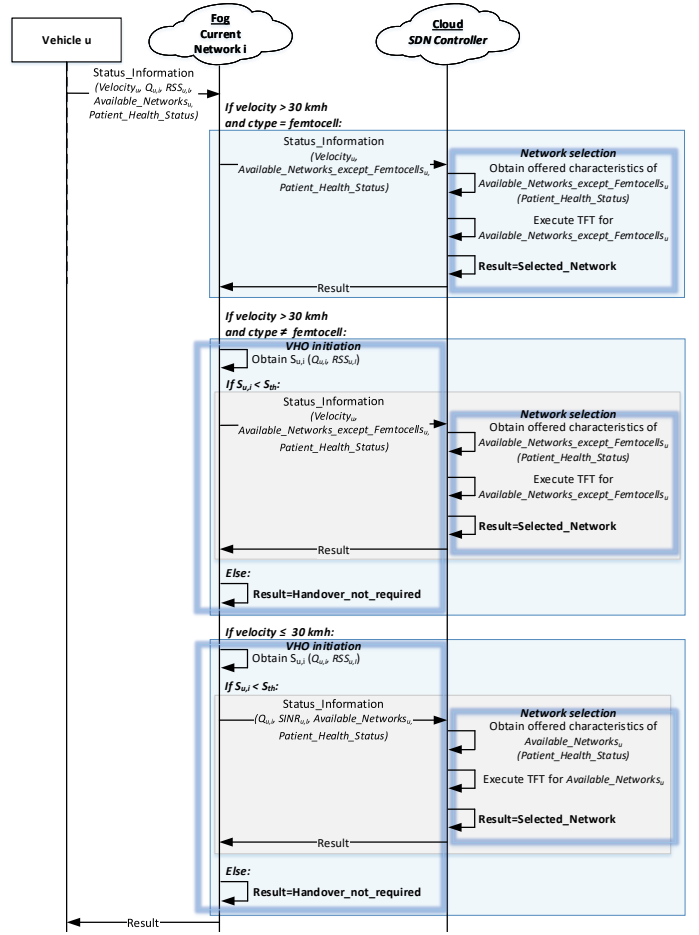 Vehicle u
Fog
Current
Network i
Cloud
SDN Controller
Status_Information
(Velocityu, Qu,i, RSSu,i,
Available_Networksu,
Patient_Health_Status)
If velocity > 30 kmh
and ctype = femtocell:
Status_Information
(Velocityu,
Available_Networks_except_Femtocellsu,
Patient_Health_Status)
Network selection
Obtain offered characteristics of
Available_Networks_except_Femtocellsu
(Patient_Health_Status)
Execute TFT for
Available_Networks_except_Femtocellsu
Result=Selected_Network
Result
If velocity > 30 kmh
and ctype ≠ femtocell:
VHO initiation
Obtain Su,i (Qu,i, RSSu,i)
If Su,i < Sth:
Status_Information
(Velocityu,
Available_Networks_except_Femtocellsu,
Patient_Health_Status)
Network selection
Obtain offered characteristics of
Available_Networks_except_Femtocellsu
(Patient_Health_Status)
Execute TFT for
Available_Networks_except_Femtocellsu
Result=Selected_Network
Result
Else:
Result=Handover_not_required
If velocity ≤ 30 kmh:
VHO initiation
Obtain Su,i (Qu,i, RSSu,i)
If Su,i < Sth:
Status_Information
(Qu,i, SINRu,i, Available_Networksu,
Patient_Health_Status)
Network selection
Obtain offered characteristics of
Available_Networksu
(Patient_Health_Status)
Execute TFT for Available_Networksu
Result=Selected_Network
Result
Else:
Result=Handover_not_required
Result